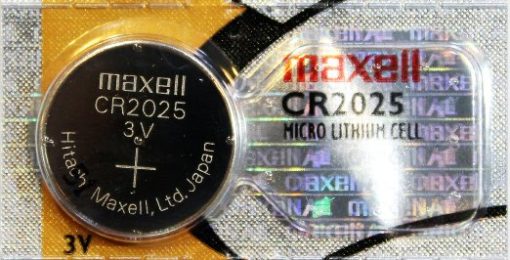 maxell
CR2025
3V
Hitachi Maxell, Ltd. Japan
maxell
CR2025
MICRO LITHIUM CELL
3V